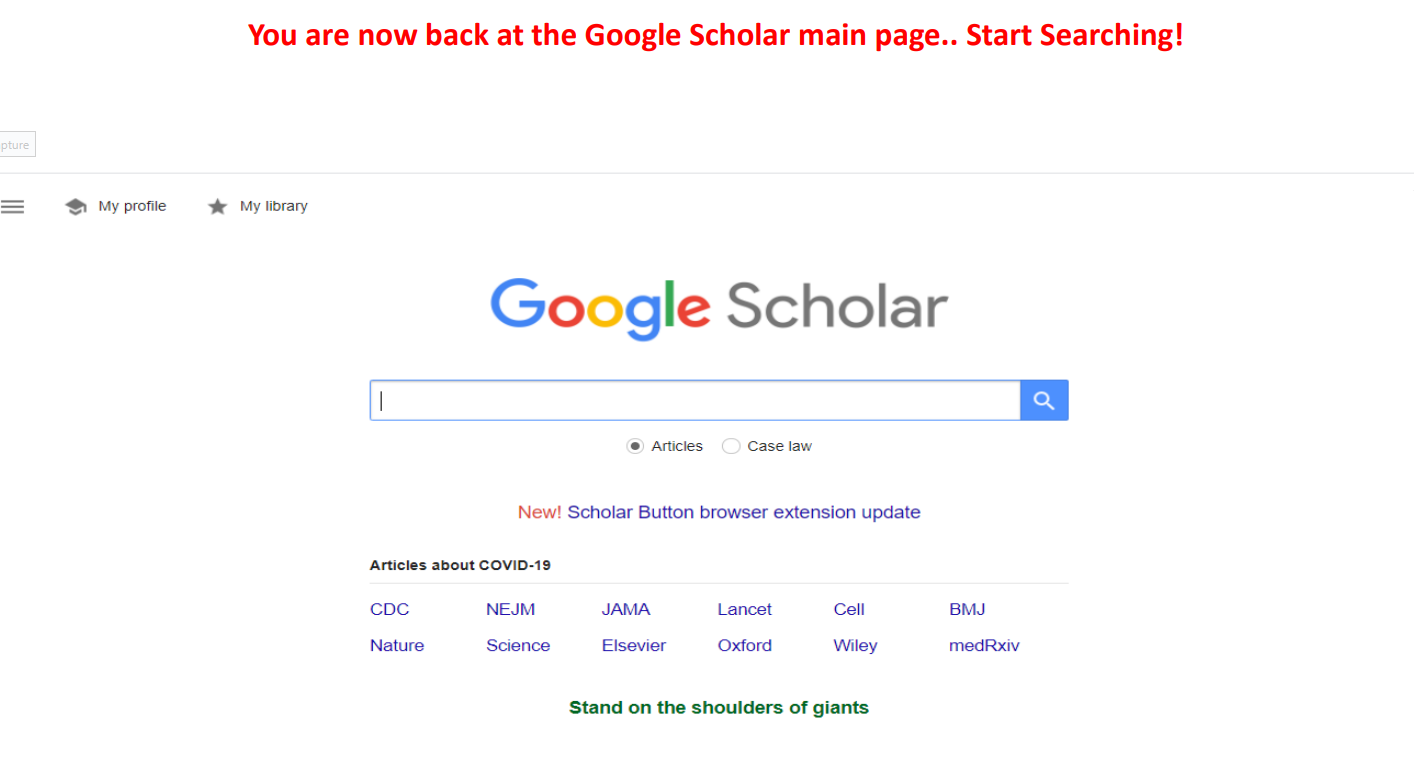 You are now back at the Google Scholar main page.. Start Searching!
pture
My profile My library
Google Scholar
Articles Case law
New! Scholar Button browser extension update
Articles about COVID-19
CDC NEJM JAMA Lancet Cell BMJ
Nature Science Elsevier Oxford Wiley medRxiv
Stand on the shoulders of giants